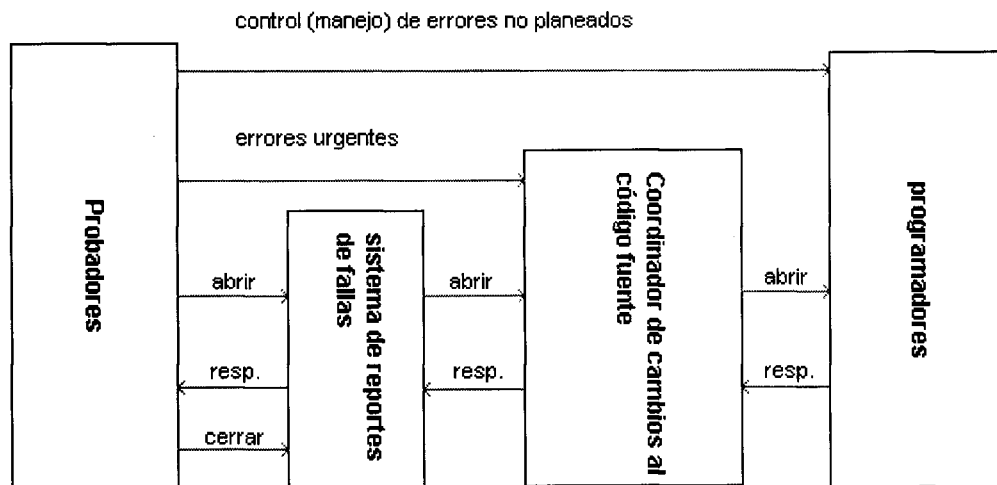 control (manejo) de errores no planeados
errores urgentes
Probadores
sistema de reportes
de fallas
Coordinador de cambios al
código fuente
programadores
abrir
abrir
abrir
resp.
resp.
resp.
cerrar